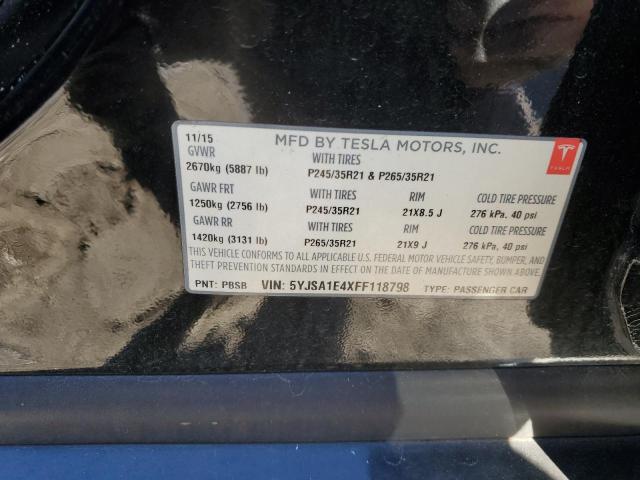 11/15 MFD BY TESLA MOTORS, INC.
GVWR WITH TIRES
2670kg (5887 lb) P245/35R21 & P265/35R21
GAWR FRT WITH TIRES RIM COLD TIRE PRESSURE
1250kg (2756 lb) P245/35R21 21X8.5 J 276 kPa, 40 psi
GAWR RR WITH TIRES RIM COLD TIRE PRESSURE
1420kg (3131 lb) P265/35R21 21X9 J 276 kPa, 40 psi
THIS VEHICLE CONFORMS TO ALL APPLICABLE U.S. FEDERAL MOTOR VEHICLE SAFETY, BUMPER, AND
THEFT PREVENTION STANDARDS IN EFFECT ON THE DATE OF MANUFACTURE SHOWN ABOVE.
PNT: PBSB VIN: 5YJSA1E4XFF118798 TYPE: PASSENGER CAR
TESLA